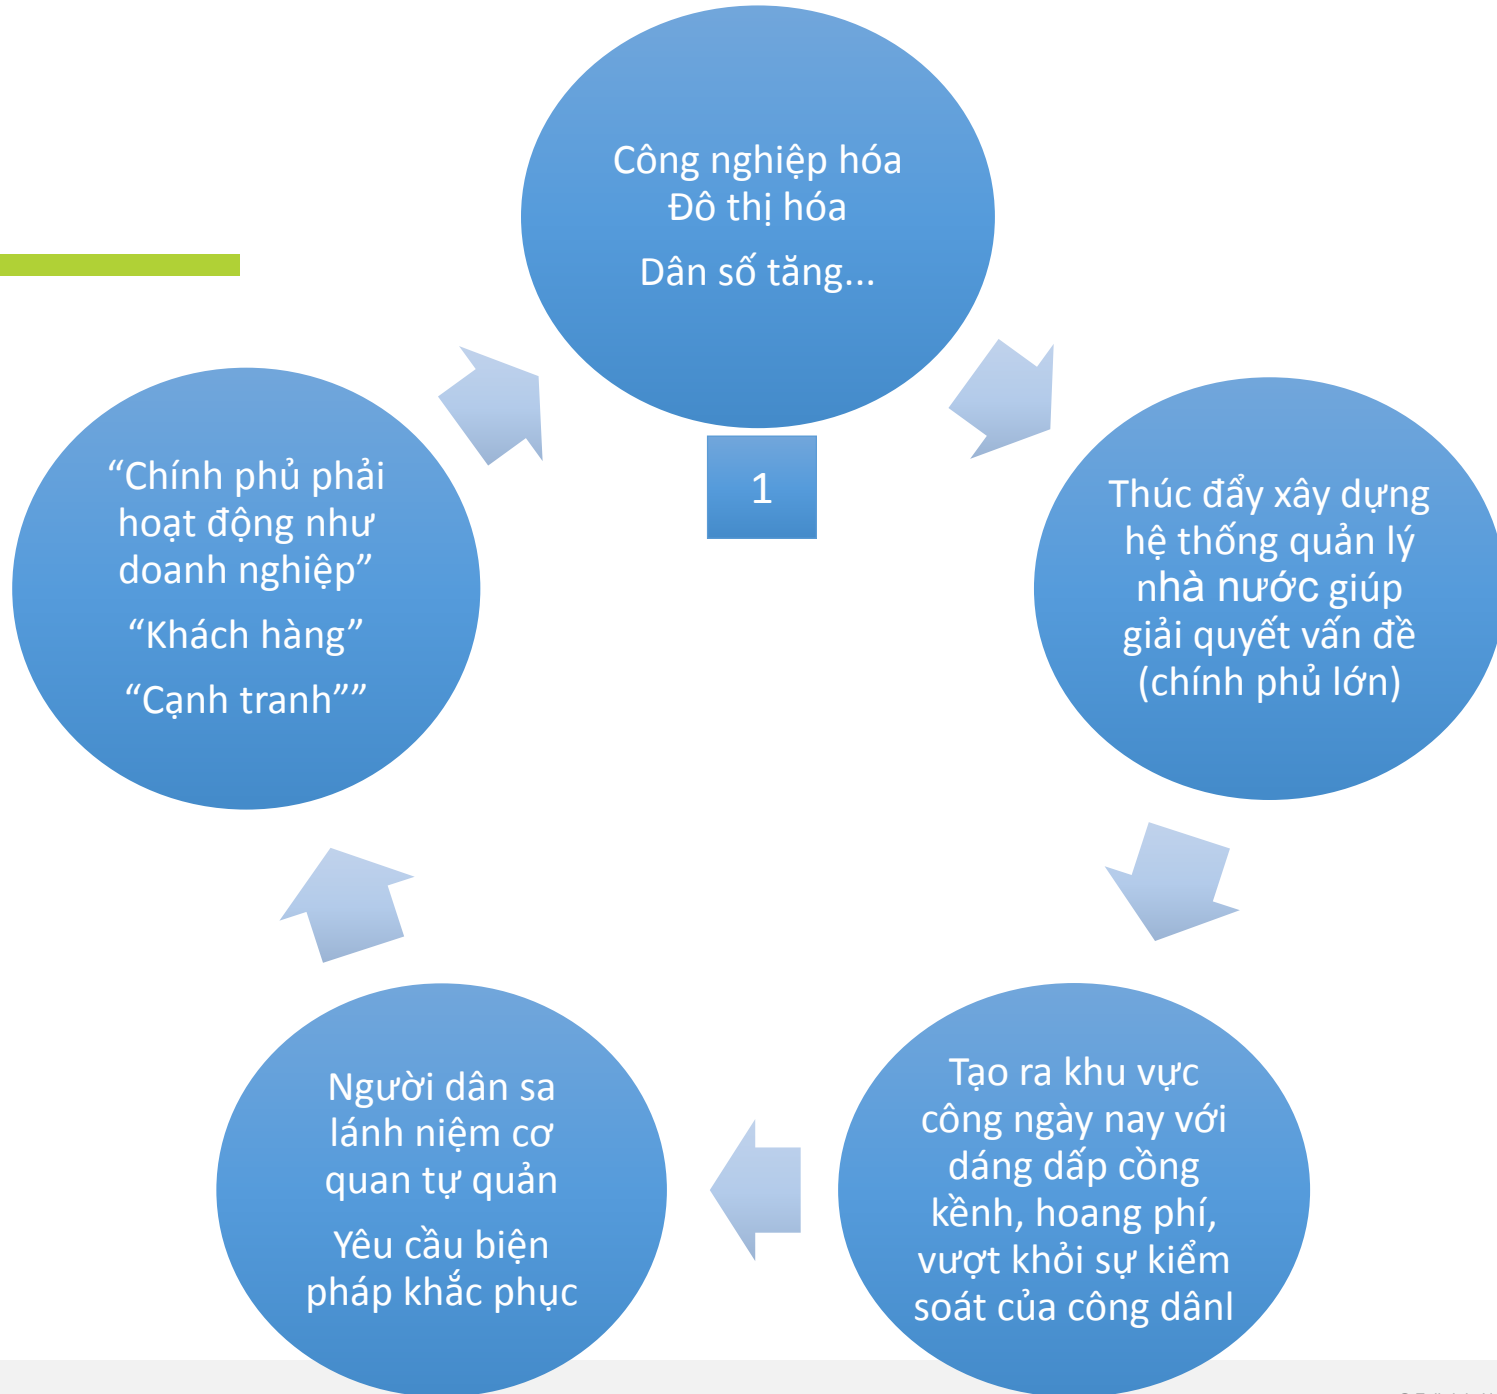 Công nghiệp hóa
Đô thị hóa
Dân số tăng...
1
Thúc đẩy xây dựng
hệ thống quản lý
nhà nước giúp
giải quyết vấn đề
(chính phủ lớn)
Tạo ra khu vực
công ngày nay với
dáng dấp cồng
kềnh, hoang phí,
vượt khỏi sự kiểm
soát của công dânl
Người dân sa
lánh niệm cơ
quan tự quản
Yêu cầu biện
pháp khắc phục
“Chính phủ phải
hoạt động như
doanh nghiệp”
“Khách hàng”
“Cạnh tranh””